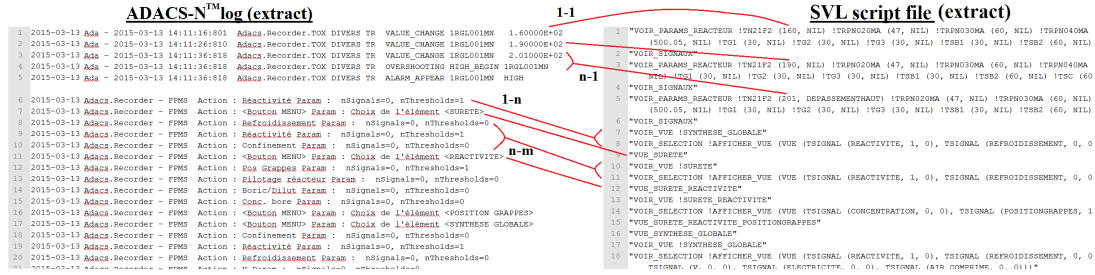 ADACS-N™ log (extract)
1 2015-03-13 Ada - 2015-03-13 14:11:16:801 Adacs.Recorder.TOX DIVERS TR VALUE_CHANGE 1RGL001MN 1.60000E+02
2 2015-03-13 Ada - 2015-03-13 14:11:36:818 Adacs.Recorder.TOX DIVERS TR VALUE_CHANGE 1RGL001MN 1.90000E+02
3 2015-03-13 Ada - 2015-03-13 14:11:36:818 Adacs.Recorder.TOX DIVERS TR VALUE_CHANGE 1RGL001MN 2.01000E+02
4 2015-03-13 Ada - 2015-03-13 14:11:36:818 Adacs.Recorder.TOX DIVERS TR OVERSHOOTING HIGH_BEGIN 1RGL001MN
5 2015-03-13 Ada - 2015-03-13 14:11:36:818 Adacs.Recorder.TOX DIVERS TR ALARM_APPEAR 1RGL001MN HIGH
6 2015-03-13 Adacs.Recorder - FPMS Action : Réactivité Param : nSignals=0, nThresholds=1
7 2015-03-13 Adacs.Recorder - FPMS Action : <Bouton MENU> Param : Choix de l'élément <SURETE>
8 2015-03-13 Adacs.Recorder - FPMS Action : Refroidissement Param : nSignals=0, nThresholds=0
9 2015-03-13 Adacs.Recorder - FPMS Action : Réactivité Param : nSignals=0, nThresholds=1
10 2015-03-13 Adacs.Recorder - FPMS Action : Confinement Param : nSignals=0, nThresholds=0
11 2015-03-13 Adacs.Recorder - FPMS Action : <Bouton MENU> Param : Choix de l'élément <REACTIVITE>
12 2015-03-13 Adacs.Recorder - FPMS Action : Pos Grappes Param : nSignals=0, nThresholds=1
13 2015-03-13 Adacs.Recorder - FPMS Action : Pilotage réacteur Param : nSignals=0, nThresholds=0
14 2015-03-13 Adacs.Recorder - FPMS Action : Boric/Dilut Param : nSignals=0, nThresholds=0
15 2015-03-13 Adacs.Recorder - FPMS Action : Conc. bore Param : nSignals=0, nThresholds=0
16 2015-03-13 Adacs.Recorder - FPMS Action : <Bouton MENU> Param : Choix de l'élément <POSITION GRAPPES>
17 2015-03-13 Adacs.Recorder - FPMS Action : <Bouton MENU> Param : Choix de l'élément <SYNTHESE GLOBALE>
18 2015-03-13 Adacs.Recorder - FPMS Action : Confinement Param : nSignals=0, nThresholds=0
19 2015-03-13 Adacs.Recorder - FPMS Action : Réactivité Param : nSignals=0, nThresholds=1
20 2015-03-13 Adacs.Recorder - FPMS Action : Refroidissement Param : nSignals=0, nThresholds=0
1-1
n-1
1-n
n-m
SVL script file (extract)
1 "VOIR_PARAMS_REACTEUR !TN21F2 (160, NIL) !TRPN020MA (47, NIL) !TRPN030MA (60, NIL) !TRPN040MA
(500.05, NIL) !TG1 (30, NIL) !TG2 (30, NIL) !TG3 (30, NIL) !TSB1 (30, NIL) !TSB2 (60, NIL)
2 "VOIR_SIGNAUX"
3 "VOIR_PARAMS_REACTEUR !TN21F2 (190, NIL) !TRPN020MA (47, NIL) !TRPN030MA (60, NIL) !TRPN040MA
NIL) !TG1 (30, NIL) !TG2 (30, NIL) !TG3 (30, NIL) !TSB1 (30, NIL) !TSB2 (60, NIL) !TSC (60
4 "VOIR_SIGNAUX"
5 "VOIR_PARAMS_REACTEUR !TN21F2 (201, DEPASSEMENTHAUT) !TRPN020MA (47, NIL) !TRPN030MA (60, NIL)
(500.05, NIL) !TG1 (30, NIL) !TG2 (30, NIL) !TG3 (30, NIL) !TSB1 (30, NIL) !TSB2 (60, NIL)
6 "VOIR_SIGNAUX"
7 "VOIR_VUE !SYNTHESE_GLOBALE"
8 "VOIR_SELECTION !AFFICHER_VUE (VUE (TSIGNAL (REACTIVITE, 1, 0), TSIGNAL (REFROIDISSEMENT, 0, 0
9 "VUE_SURETE"
10 "VOIR_VUE !SURETE"
11 "VOIR_SELECTION !AFFICHER_VUE (VUE (TSIGNAL (REACTIVITE, 1, 0), TSIGNAL (REFROIDISSEMENT, 0, 0
12 "VUE_SURETE_REACTIVITE"
13 "VOIR_VUE !SURETE_REACTIVITE"
14 "VOIR_SELECTION !AFFICHER_VUE (VUE (TSIGNAL (CONCENTRATION, 0, 0), TSIGNAL (POSITIONGRAPPES, 1
15 "VUE_SURETE_REACTIVITE_POSITIONGRAPPES"
16 "VUE_SYNTHESE_GLOBALE"
17 "VOIR_VUE !SYNTHESE_GLOBALE"
18 "VOIR_SELECTION !AFFICHER_VUE (VUE (TSIGNAL (REACTIVITE, 1, 0), TSIGNAL (REFROIDISSEMENT, 0, 0